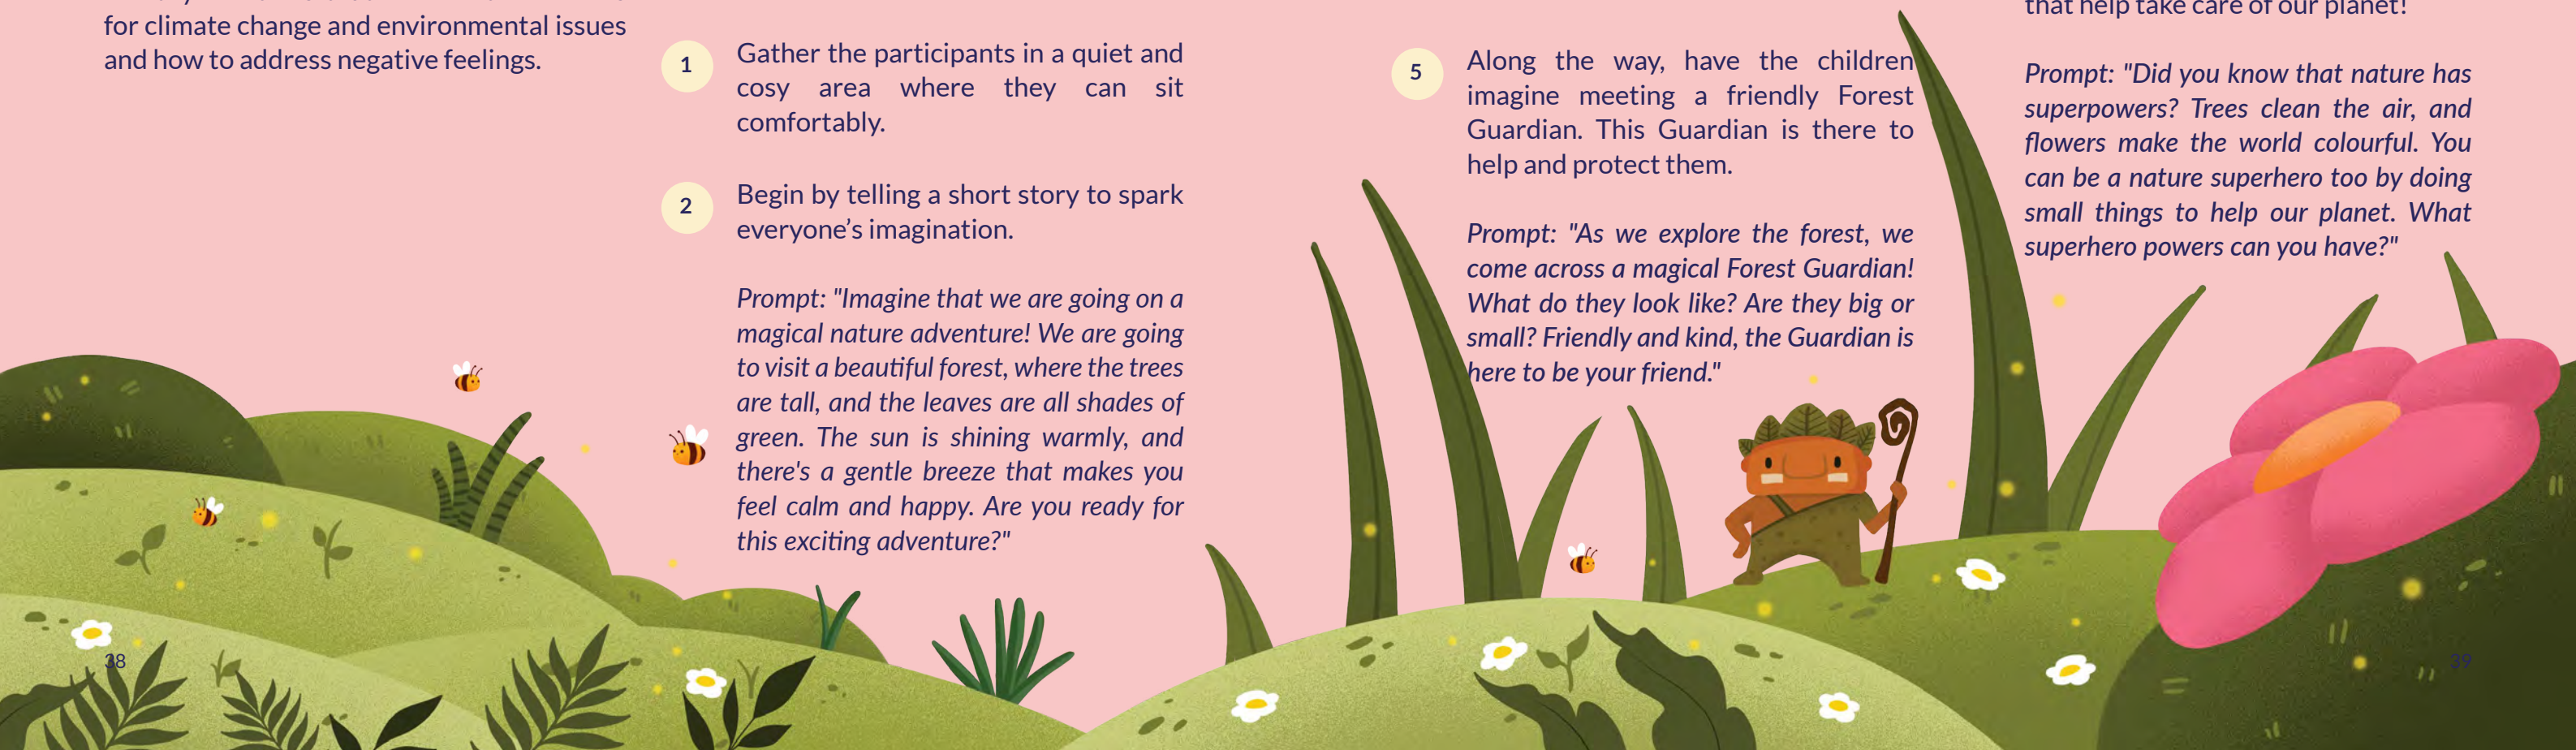 for climate change and environmental issues
and how to address negative feelings.
1
Gather the participants in a quiet and
cosy area where they can sit
comfortably.
2
Begin by telling a short story to spark
everyone’s imagination.
Prompt: "Imagine that we are going on a
magical nature adventure! We are going
to visit a beautiful forest, where the trees
are tall, and the leaves are all shades of
green. The sun is shining warmly, and
there's a gentle breeze that makes you
feel calm and happy. Are you ready for
this exciting adventure?"
38
5
Along the way, have the children
imagine meeting a friendly Forest
Guardian. This Guardian is there to
help and protect them.
Prompt: "As we explore the forest, we
come across a magical Forest Guardian!
What do they look like? Are they big or
small? Friendly and kind, the Guardian is
here to be your friend."
that help take care of our planet!
Prompt: "Did you know that nature has
superpowers? Trees clean the air, and
flowers make the world colourful. You
can be a nature superhero too by doing
small things to help our planet. What
superhero powers can you have?"
39